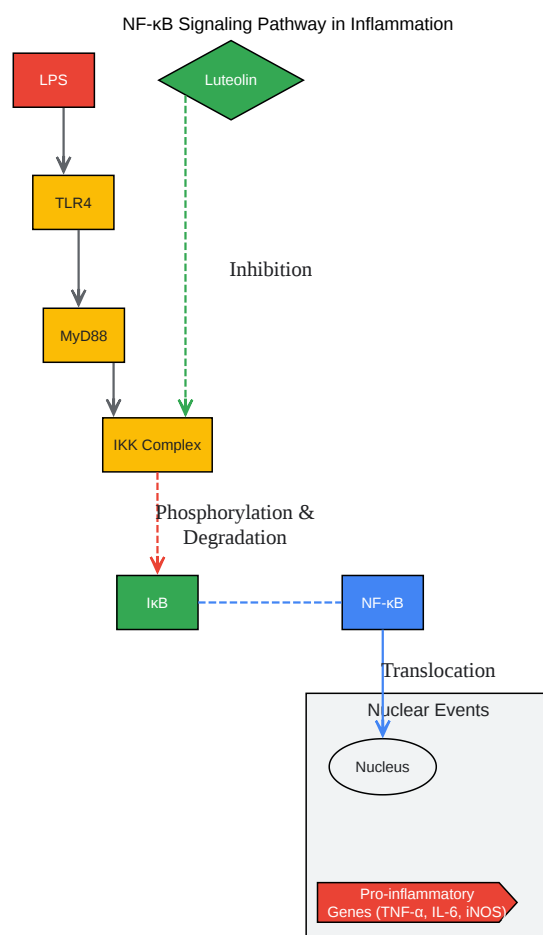 NF-κB Signaling Pathway in Inflammation
LPS
Luteolin
TLR4
Inhibition
MyD88
IKK Complex
Phosphorylation &
Degradation
IκB
NF-κB
Translocation
Nuclear Events
Nucleus
Pro-inflammatory
Genes (TNF-α, IL-6, iNOS)